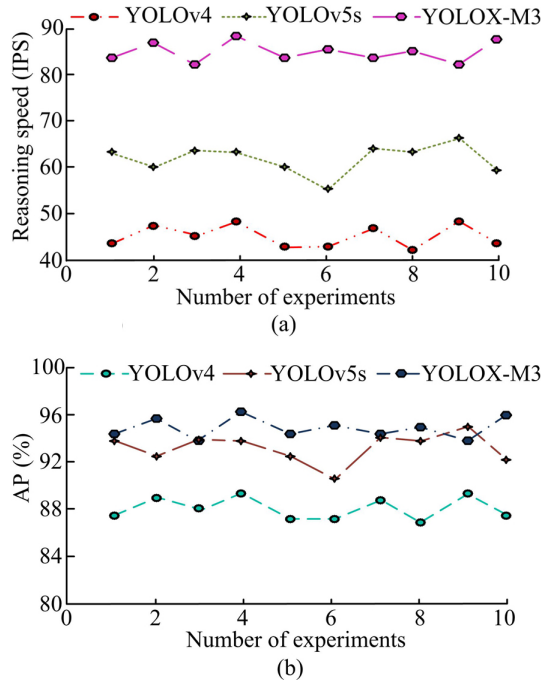 YOLOv4 YOLOv5s YOLOX-M3
Reasoning speed (IPS)
90
80
70
60
50
40
0 2 4 6 8 10
Number of experiments
(a)
YOLOv4 YOLOv5s YOLOX-M3
AP (%)
100
96
92
88
84
80
0 2 4 6 8 10
Number of experiments
(b)